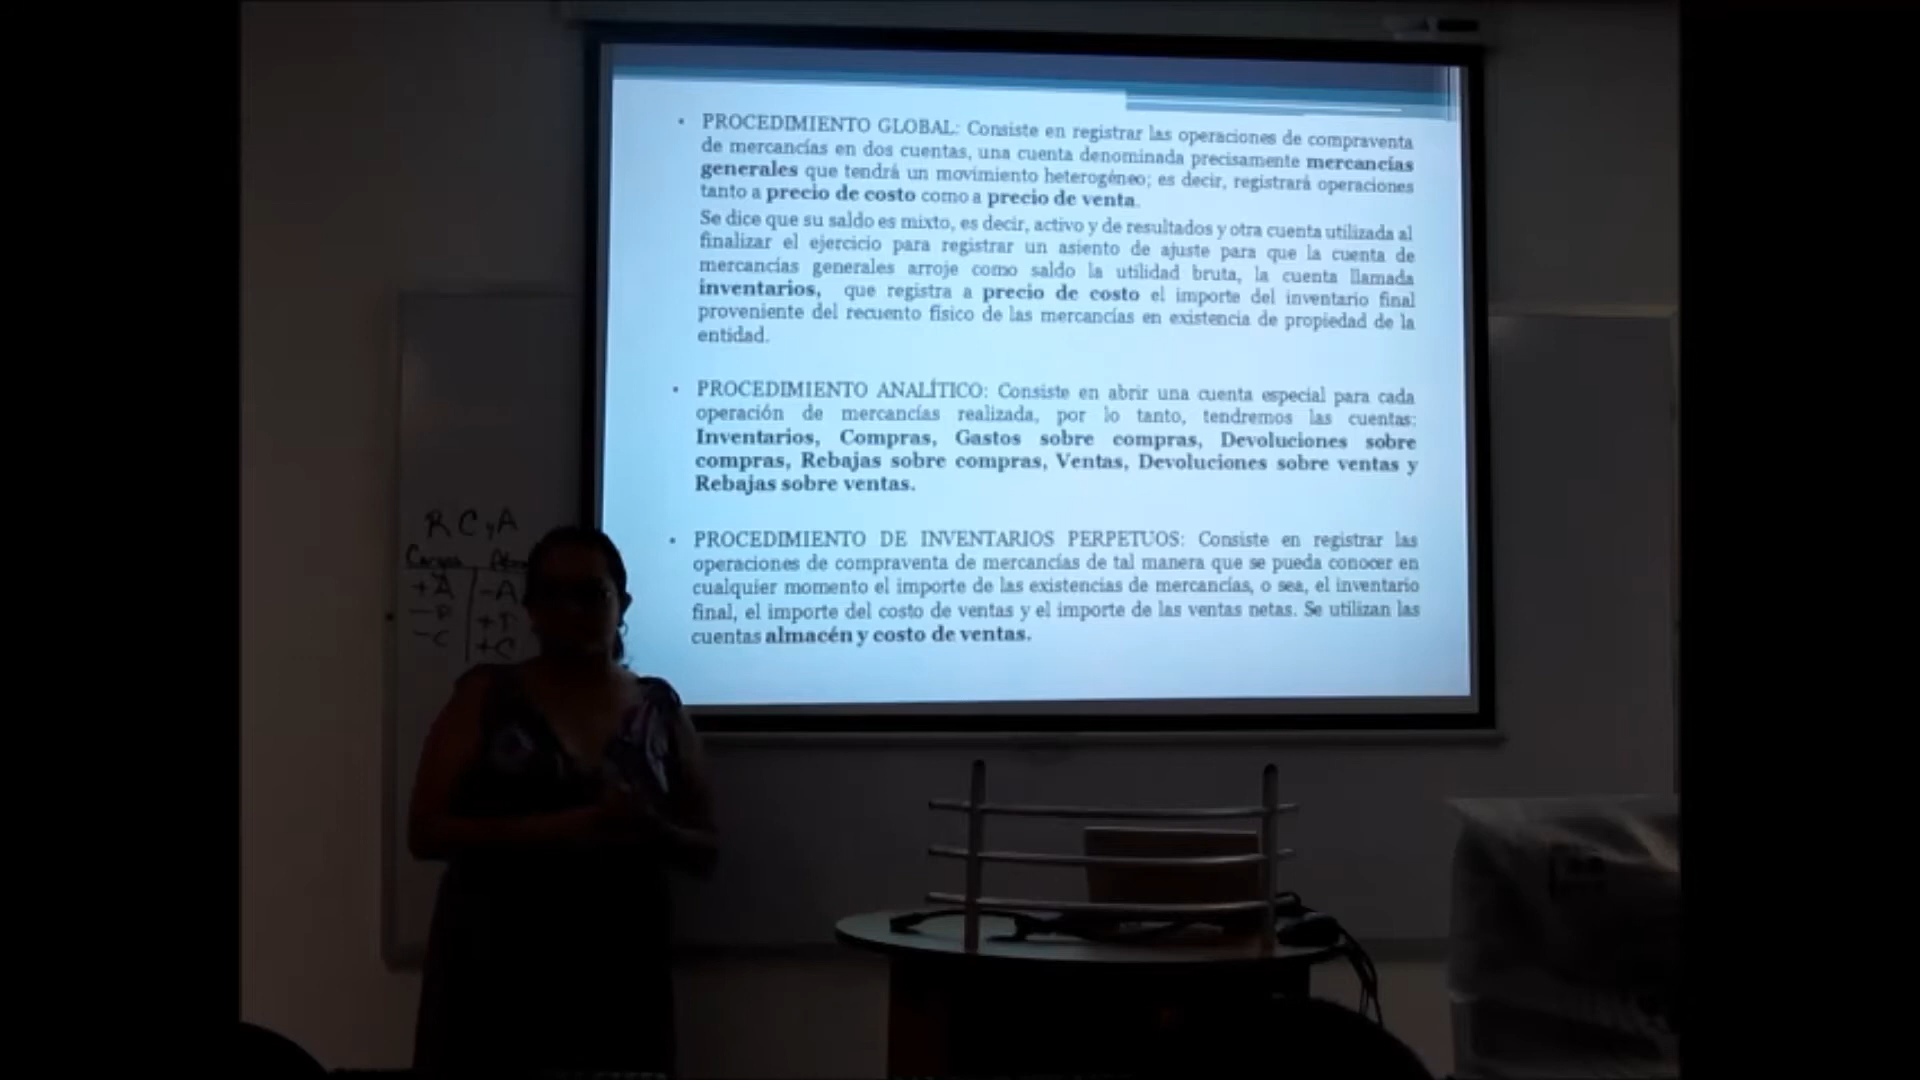 • PROCEDIMIENTO GLOBAL: Consiste en registrar las operaciones de compraventa
de mercancías en dos cuentas, una cuenta denominada precisamente mercancías
generales que tendrá un movimiento heterogéneo; es decir, registrará operaciones
tanto a precio de costo como a precio de venta.
Se dice que su saldo es mixto, es decir, activo y de resultados y otra cuenta utilizada al
finalizar el ejercicio para registrar un asiento de ajuste para que la cuenta de
mercancías generales arroje como saldo la utilidad bruta, la cuenta llamada
inventarios, que registra a precio de costo el importe del inventario final
proveniente del recuento físico de las mercancías en existencia de propiedad de la
entidad.
• PROCEDIMIENTO ANALÍTICO: Consiste en abrir una cuenta especial para cada
operación de mercancías realizada, por lo tanto, tendremos las cuentas:
Inventarios, Compras, Gastos sobre compras, Devoluciones sobre
compras, Rebajas sobre compras, Ventas, Devoluciones sobre ventas y
Rebajas sobre ventas.
• PROCEDIMIENTO DE INVENTARIOS PERPETUOS: Consiste en registrar las
operaciones de compraventa de mercancías de tal manera que se pueda conocer en
cualquier momento el importe de las existencias de mercancías, o sea, el inventario
final, el importe del costo de ventas y el importe de las ventas netas. Se utilizan las
cuentas almacén y costo de ventas.
R C y A
Cargos
+A -A
-P +P
-C +C